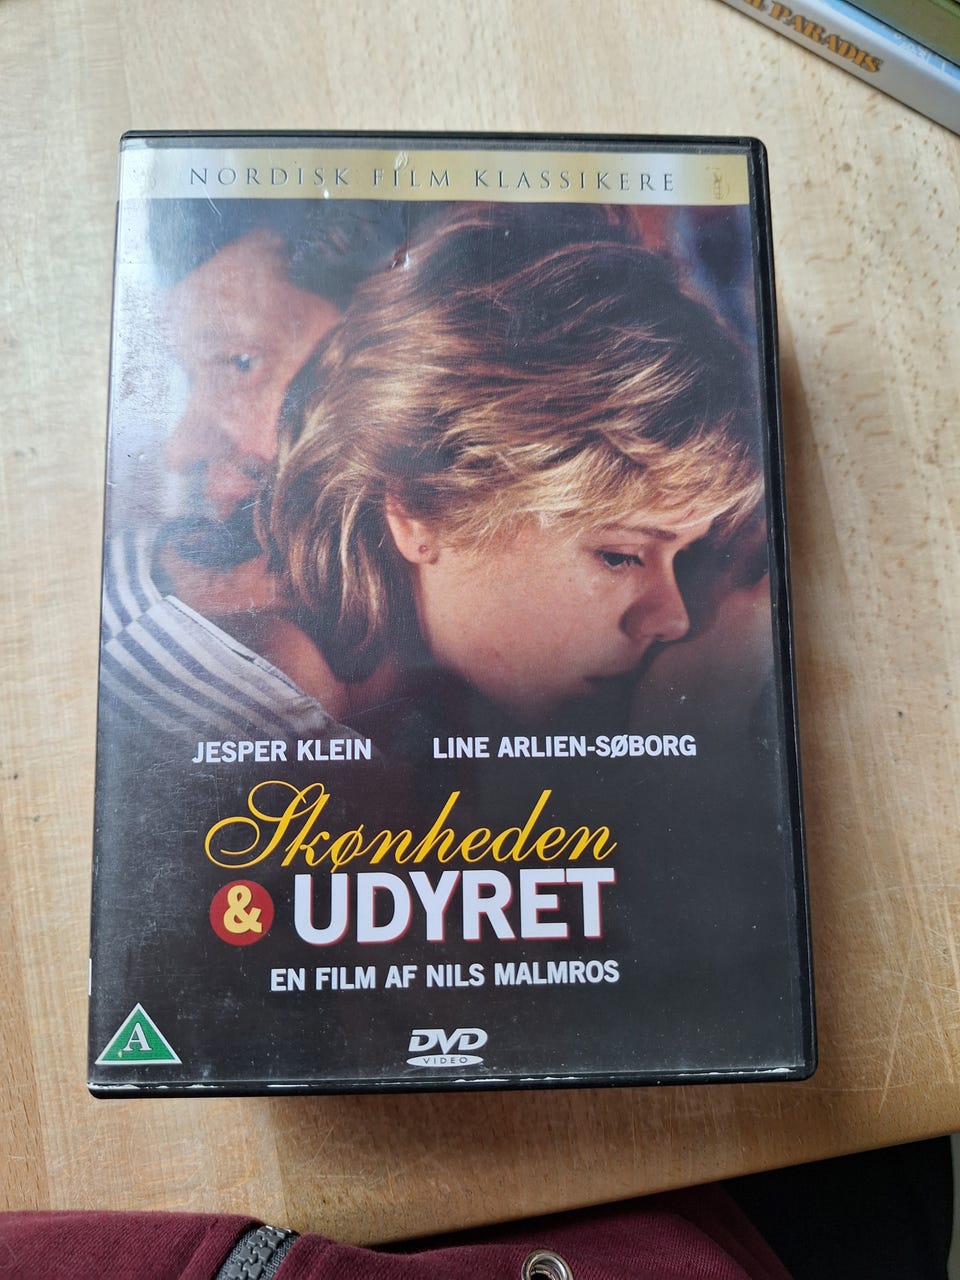 PARADIS
NORDISK FILM KLASSIKERE
JESPER KLEIN LINE ARLIEN-SØBORG
Skønheden
& UDYRET
EN FILM AF NILS MALMROS
A
DVD
VIDEO